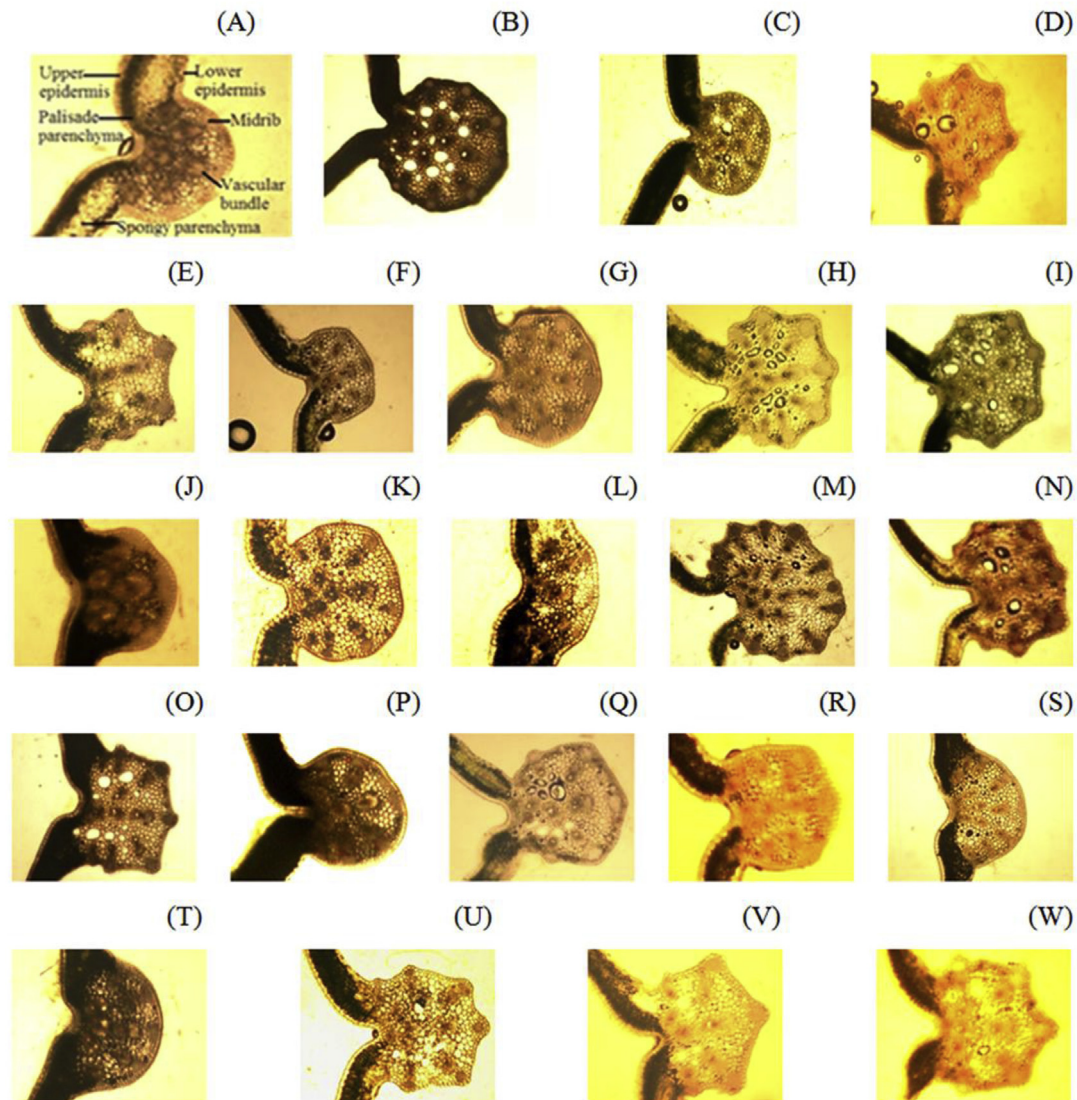 (A)
(B)
(C)
(D)
Upper epidermis
Lower epidermis
Palisade parenchyma
Midrib
Vascular bundle
Spongy parenchyma
(E)
(F)
(G)
(H)
(I)
(J)
(K)
(L)
(M)
(N)
(O)
(P)
(Q)
(R)
(S)
(T)
(U)
(V)
(W)